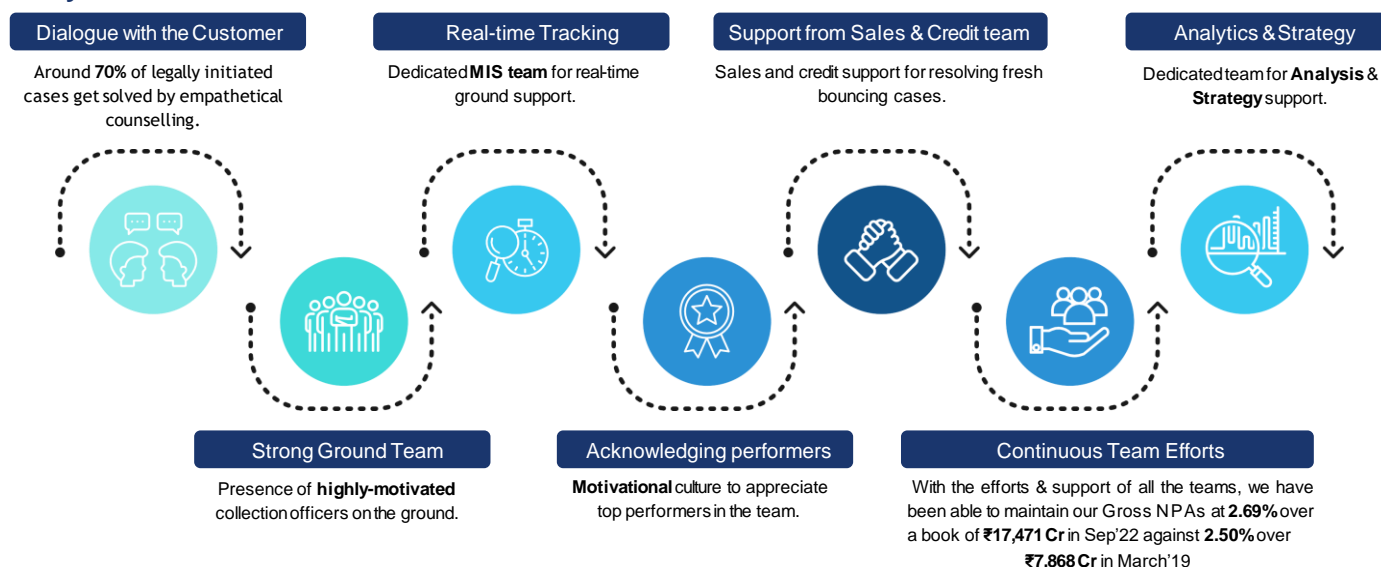 Dialogue with the Customer
Around 70% of legally initiated
cases get solved by empathetical
counselling.
Strong Ground Team
Presence of highly-motivated
collection officers on the ground.
Real-time Tracking
Dedicated MIS team for real-time
ground support.
Acknowledging performers
Motivational culture to appreciate
top performers in the team.
Support from Sales & Credit team
Sales and credit support for resolving fresh
bouncing cases.
Continuous Team Efforts
With the efforts & support of all the teams, we have
been able to maintain our Gross NPAs at 2.69% over
a book of ₹17,471 Cr in Sep'22 against 2.50% over
₹7,868 Cr in March'19
Analytics & Strategy
Dedicated team for Analysis &
Strategy support.